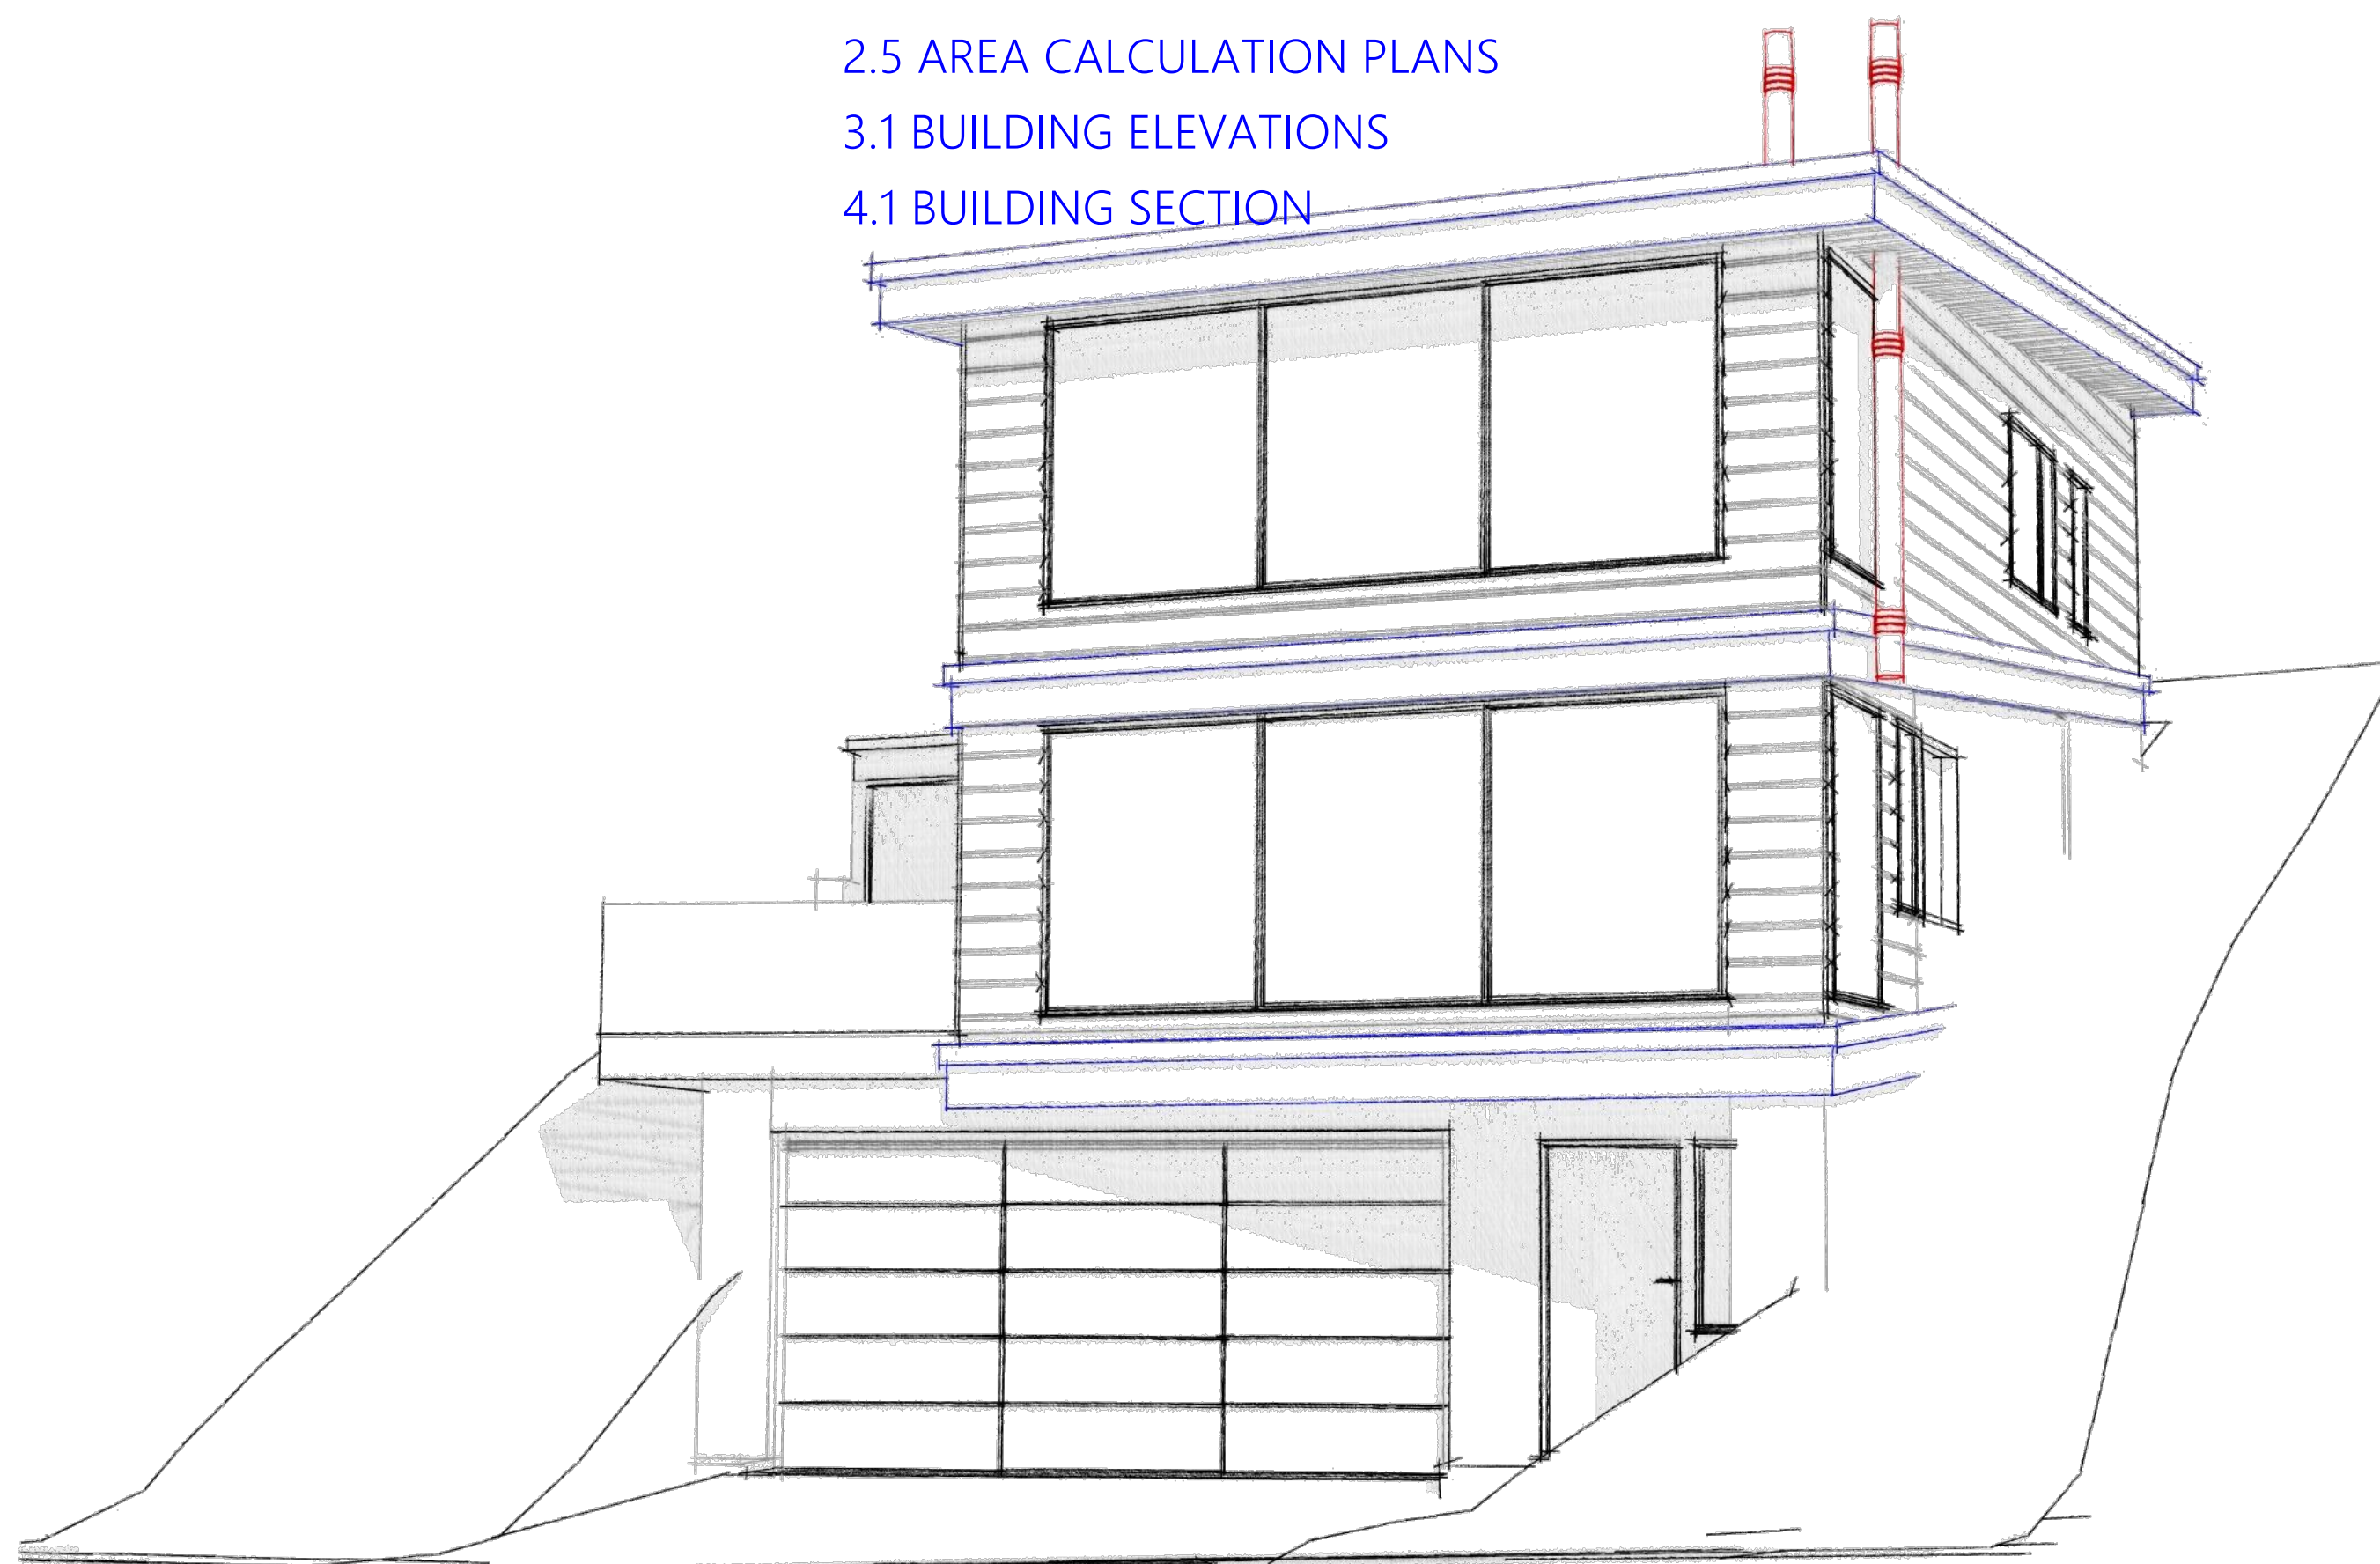 2.5 AREA CALCULATION PLANS
3.1 BUILDING ELEVATIONS
4.1 BUILDING SECTION